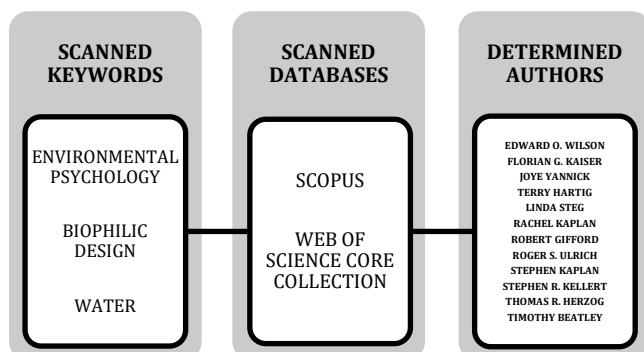 SCANNED
KEYWORDS
ENVIRONMENTAL
PSYCHOLOGY
BIOPHILIC
DESIGN
WATER
SCANNED
DATABASES
SCOPUS
WEB OF
SCIENCE CORE
COLLECTION
DETERMINED
AUTHORS
EDWARD O. WILSON
FLORIAN G. KAISER
JOYE YANNICK
TERRY HARTIG
LINDA STEG
RACHEL KAPLAN
ROBERT GIFFORD
ROGER S. ULRICH
STEPHEN KAPLAN
STEPHEN R. KELLERT
THOMAS R. HERZOG
TIMOTHY BEATLEY